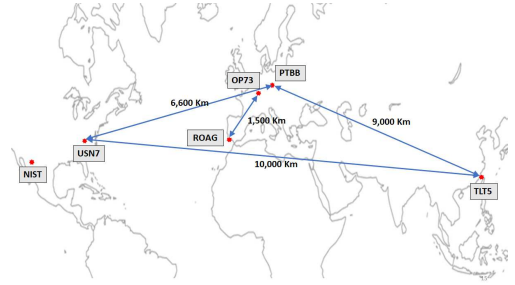 PTBB
OP73
6,600 Km
1,500 Km
9,000 Km
ROAG
USN7
10,000 Km
NIST
TLT5